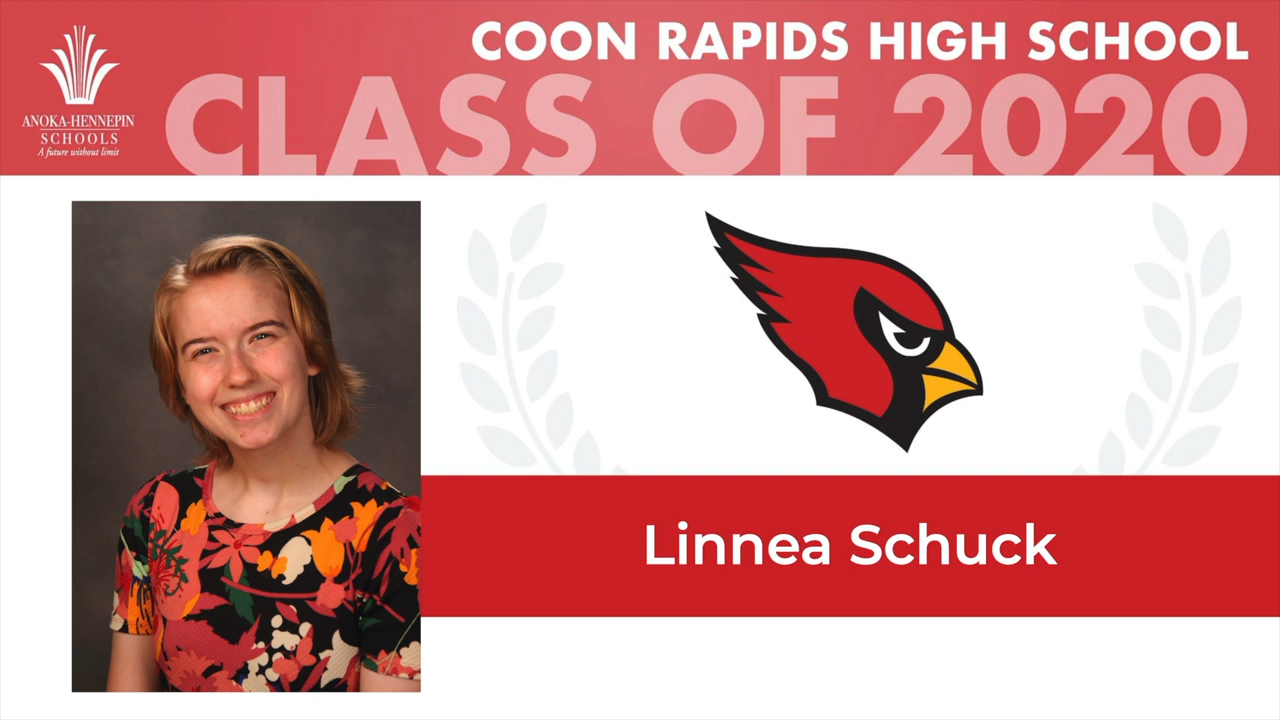 COON RAPIDS HIGH SCHOOL
CLASS OF 2020
ANOKA-HENNEPIN
SCHOOLS
A future without limit
Linnea Schuck